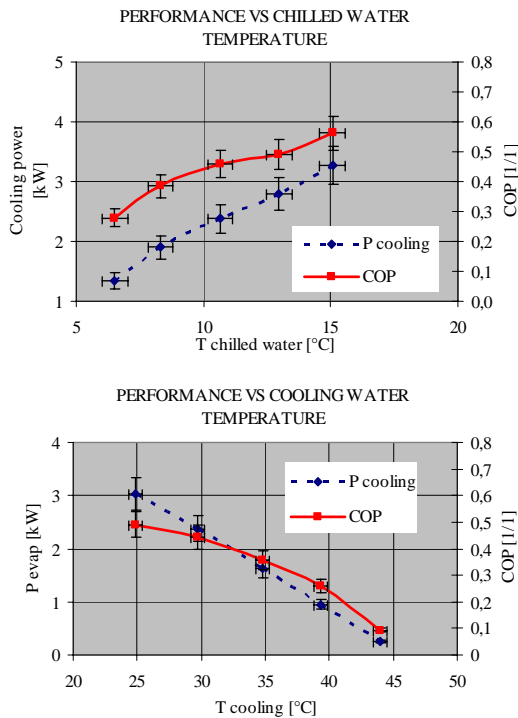 PERFORMANCE VS CHILLED WATER
TEMPERATURE
5
4
3
2
1
0,8
0,7
0,6
0,5
0,4
0,3
0,2
0,1
0,0
Cooling power
[kW]
COP [1/1]
P cooling
COP
5 10 15 20
T chilled water [°C]
PERFORMANCE VS COOLING WATER
TEMPERATURE
4
3
2
1
0
0,8
0,7
0,6
0,5
0,4
0,3
0,2
0,1
0
P evap [kW]
COP [1/1]
P cooling
COP
20 25 30 35 40 45 50
T cooling [°C]